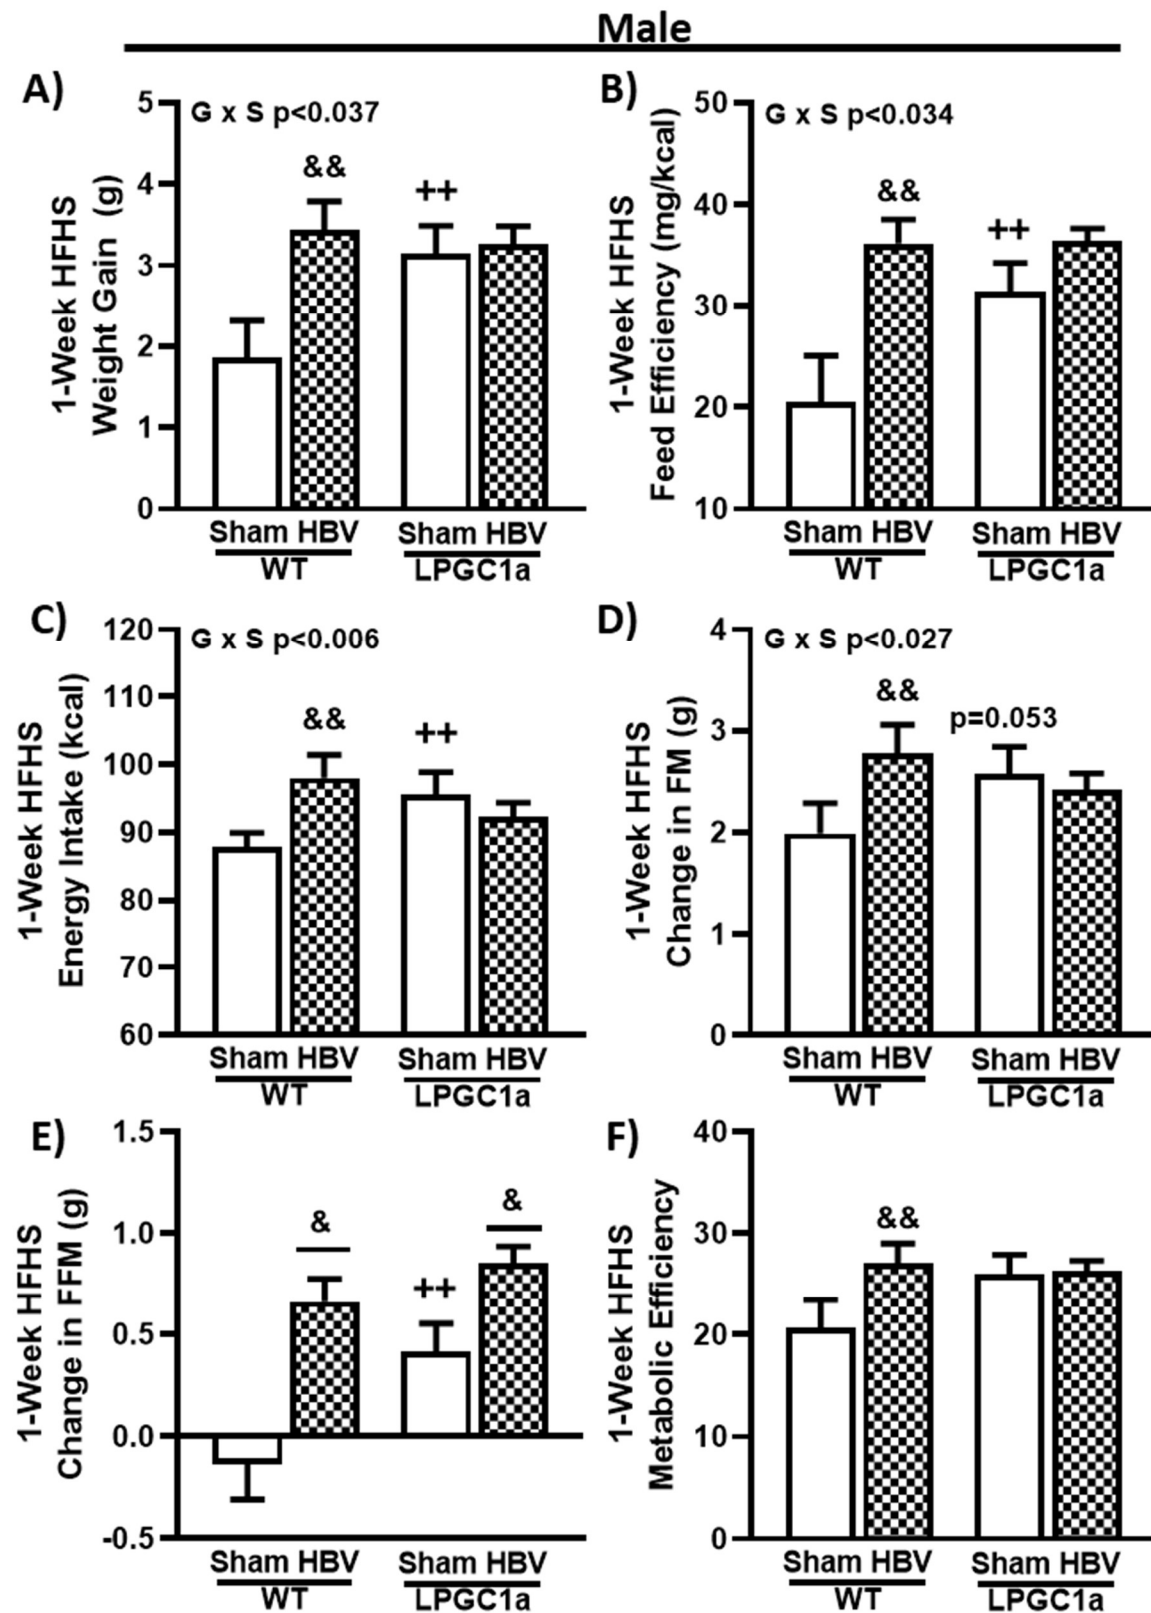 Male
A)
1-Week HFHS
Weight Gain (g)
5
4
3
2
1
0
G x S p<0.037
&&
++
Sham HBV Sham HBV
WT LPGC1a
B)
1-Week HFHS
Feed Efficiency (mg/kcal)
50
40
30
20
10
G x S p<0.034
&&
++
Sham HBV Sham HBV
WT LPGC1a
C)
1-Week HFHS
Energy Intake (kcal)
120
110
100
90
80
70
60
G x S p<0.006
&&
++
Sham HBV Sham HBV
WT LPGC1a
D)
1-Week HFHS
Change in FM (g)
4
3
2
1
0
G x S p<0.027
&&
p=0.053
Sham HBV Sham HBV
WT LPGC1a
E)
1-Week HFHS
Change in FFM (g)
1.5
1.0
0.5
0.0
-0.5
&
++
&
Sham HBV Sham HBV
WT LPGC1a
F)
1-Week HFHS
Metabolic Efficiency
40
30
20
10
0
&&
Sham HBV Sham HBV
WT LPGC1a